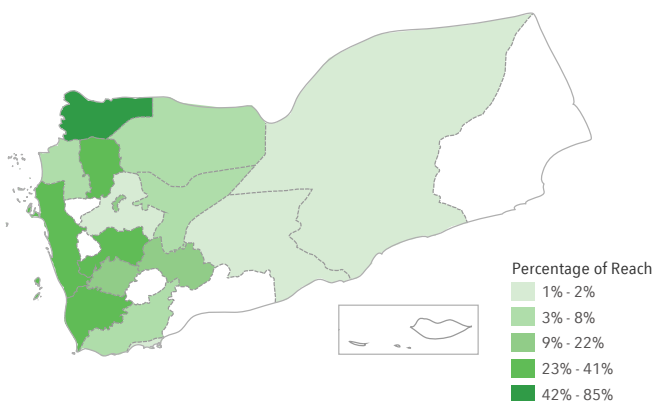 Percentage of Reach
1% - 2%
3% - 8%
9% - 22%
23% - 41%
42% - 85%